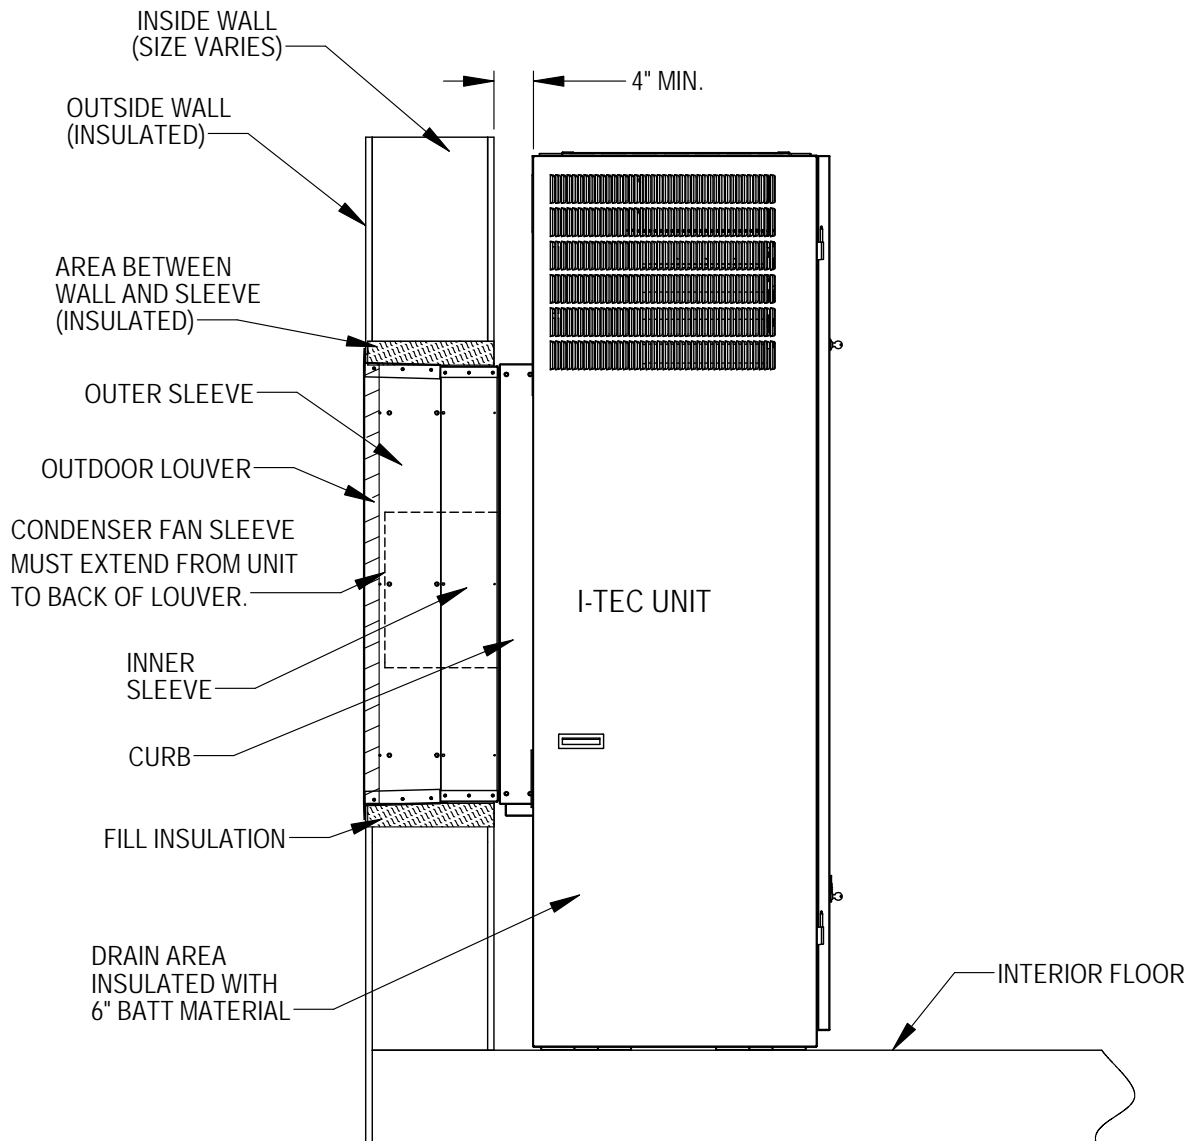 INSIDE WALL
(SIZE VARIES)
4" MIN.
OUTSIDE WALL
(INSULATED)
AREA BETWEEN
WALL AND SLEEVE
(INSULATED)
OUTER SLEEVE
OUTDOOR LOUVER
CONDENSER FAN SLEEVE
MUST EXTEND FROM UNIT
TO BACK OF LOUVER.
I-TEC UNIT
INNER
SLEEVE
CURB
FILL INSULATION
DRAIN AREA
INSULATED WITH
6" BATT MATERIAL
INTERIOR FLOOR